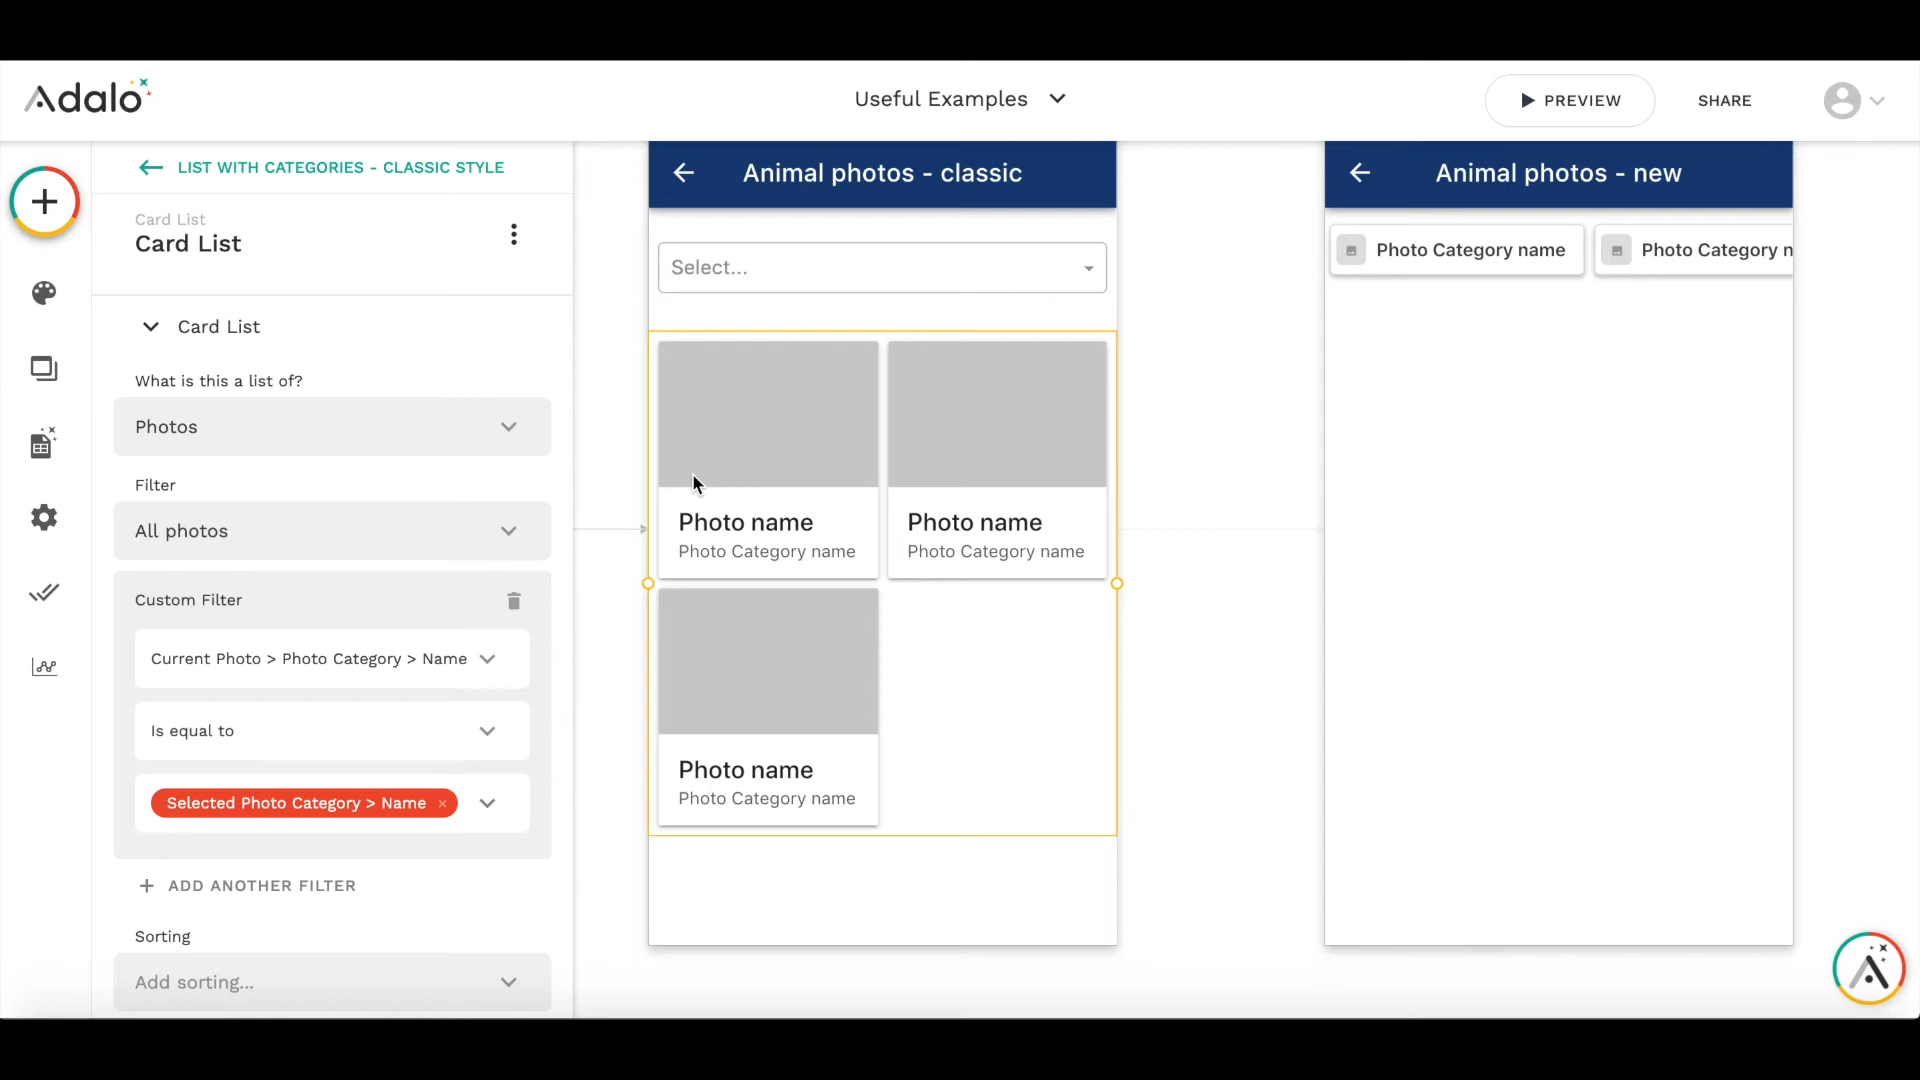 Adalo
Useful Examples
PREVIEW
SHARE
LIST WITH CATEGORIES - CLASSIC STYLE
Card List
Card List
Card List
What is this a list of?
Photos
Filter
All photos
Custom Filter
Current Photo > Photo Category > Name
Is equal to
Selected Photo Category > Name ×
ADD ANOTHER FILTER
Sorting
Add sorting...
Animal photos - classic
Select...
Photo name
Photo Category name
Photo name
Photo Category name
Photo name
Photo Category name
Animal photos - new
Photo Category name
Photo Category n